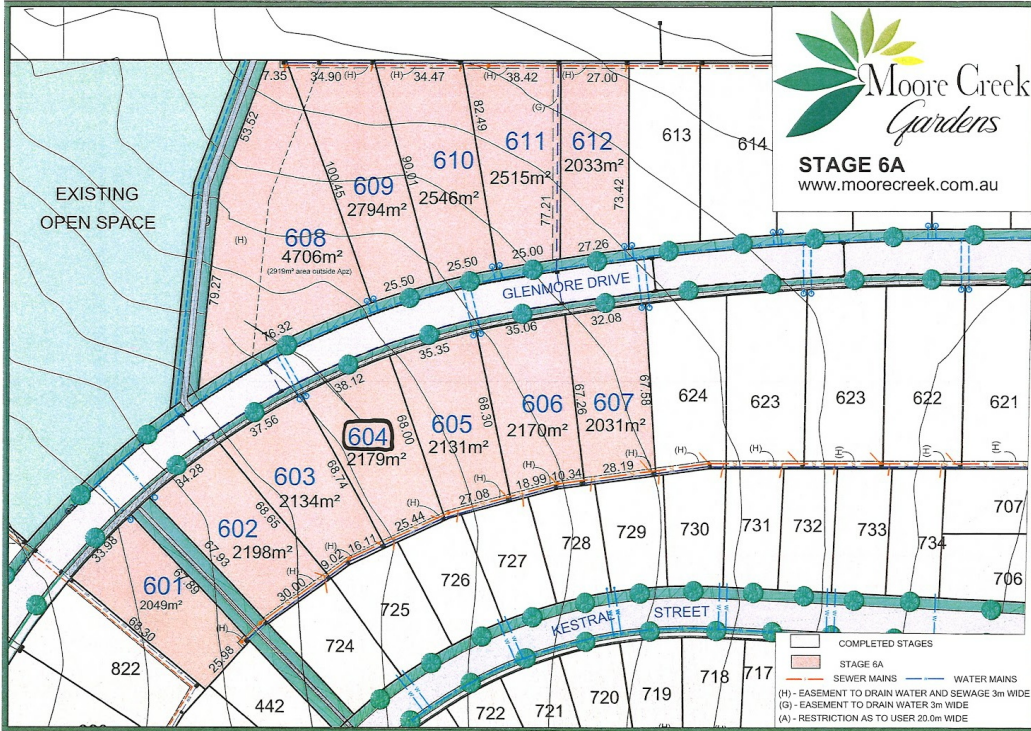 Moore Creek
Gardens
STAGE 6A
www.moorecreek.com.au
7.35
34.90
(H)
(H)
34.47
(H)
38.42
(H)
27.00
53.52
82.49
(G)
611
2515m²
612
2033m²
613
614
610
2546m²
609
2794m²
100.45
90.01
77.21
73.42
EXISTING
OPEN SPACE
(H)
608
4706m²
(2919m² area outside Apz)
79.27
25.50
25.50
25.00
27.26
GLENMORE DRIVE
76.32
38.12
35.35
35.06
32.08
37.56
34.28
33.98
604
2179m²
68.00
605
2131m²
68.30
606
2170m²
67.26
607
2031m²
67.58
624
623
623
622
621
603
2134m²
68.74
68.65
602
2198m²
67.93
601
2049m²
68.30
25.98
(H)
30.00
(H)
9.02
(H)
16.11
25.44
(H)
27.08
(H)
18.99
(H)
10.34
28.19
(H)
(H)
(H)
(H)
(H)
(H)
822
442
724
725
726
727
728
729
730
731
732
733
734
707
706
KESTRAL STREET
722
721
720
719
718
717
COMPLETED STAGES
STAGE 6A
SEWER MAINS
WATER MAINS
(H) - EASEMENT TO DRAIN WATER AND SEWAGE 3m WIDE
(G) - EASEMENT TO DRAIN WATER 3m WIDE
(A) - RESTRICTION AS TO USER 20.0m WIDE